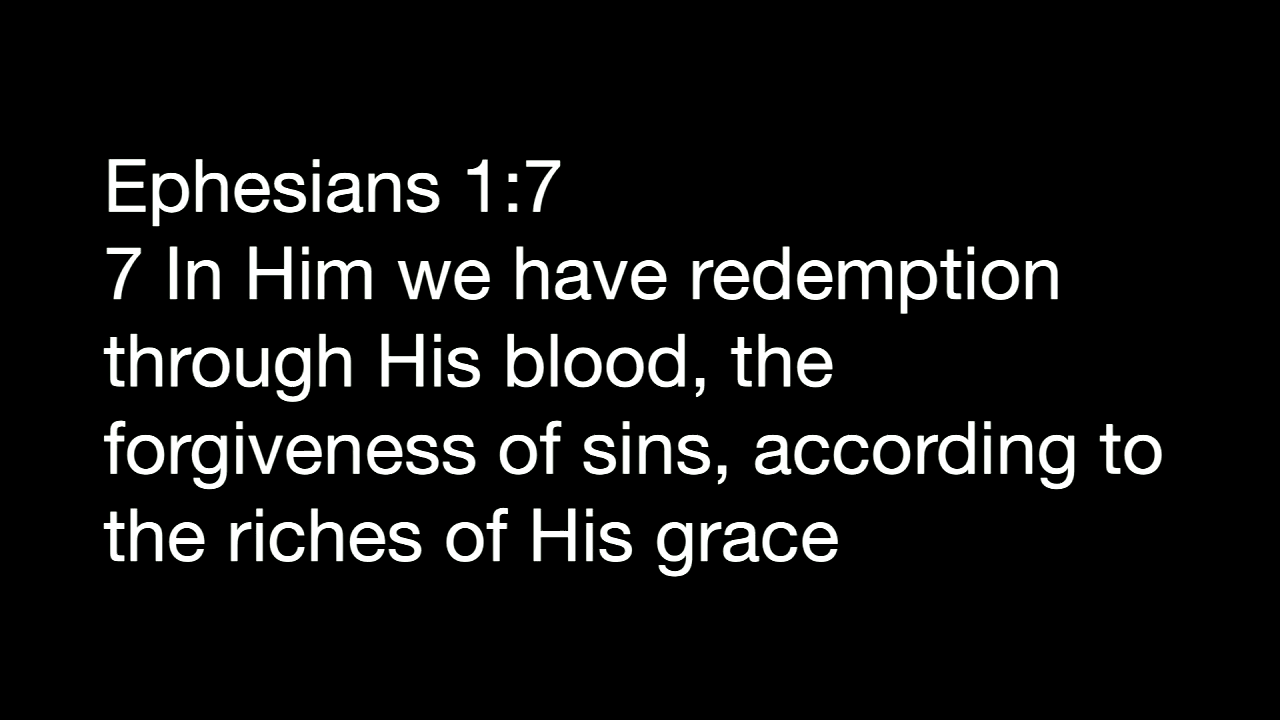 Ephesians 1:7
7 In Him we have redemption
through His blood, the
forgiveness of sins, according to
the riches of His grace